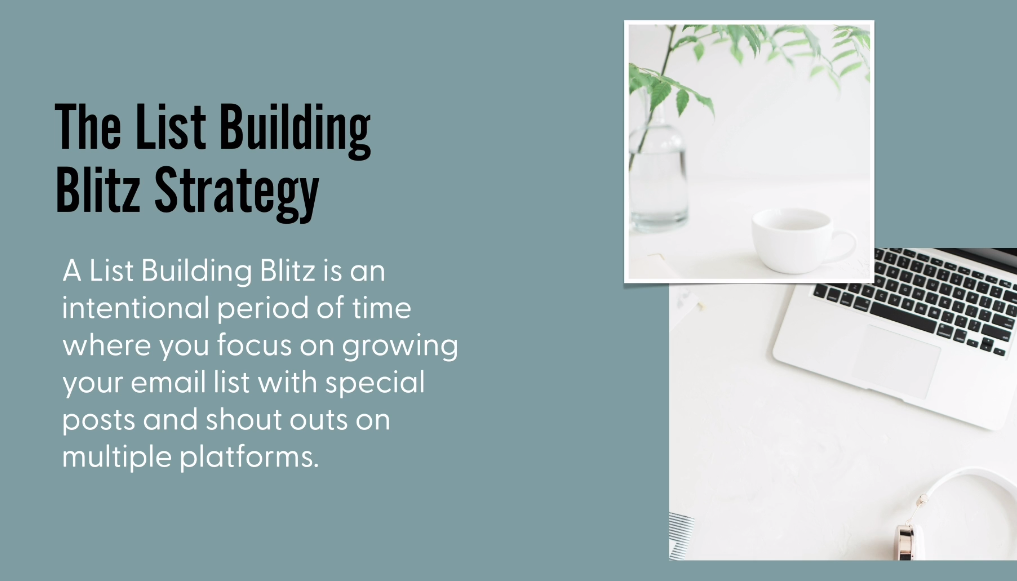 The List Building
Blitz Strategy
A List Building Blitz is an
intentional period of time
where you focus on growing
your email list with special
posts and shout outs on
multiple platforms.